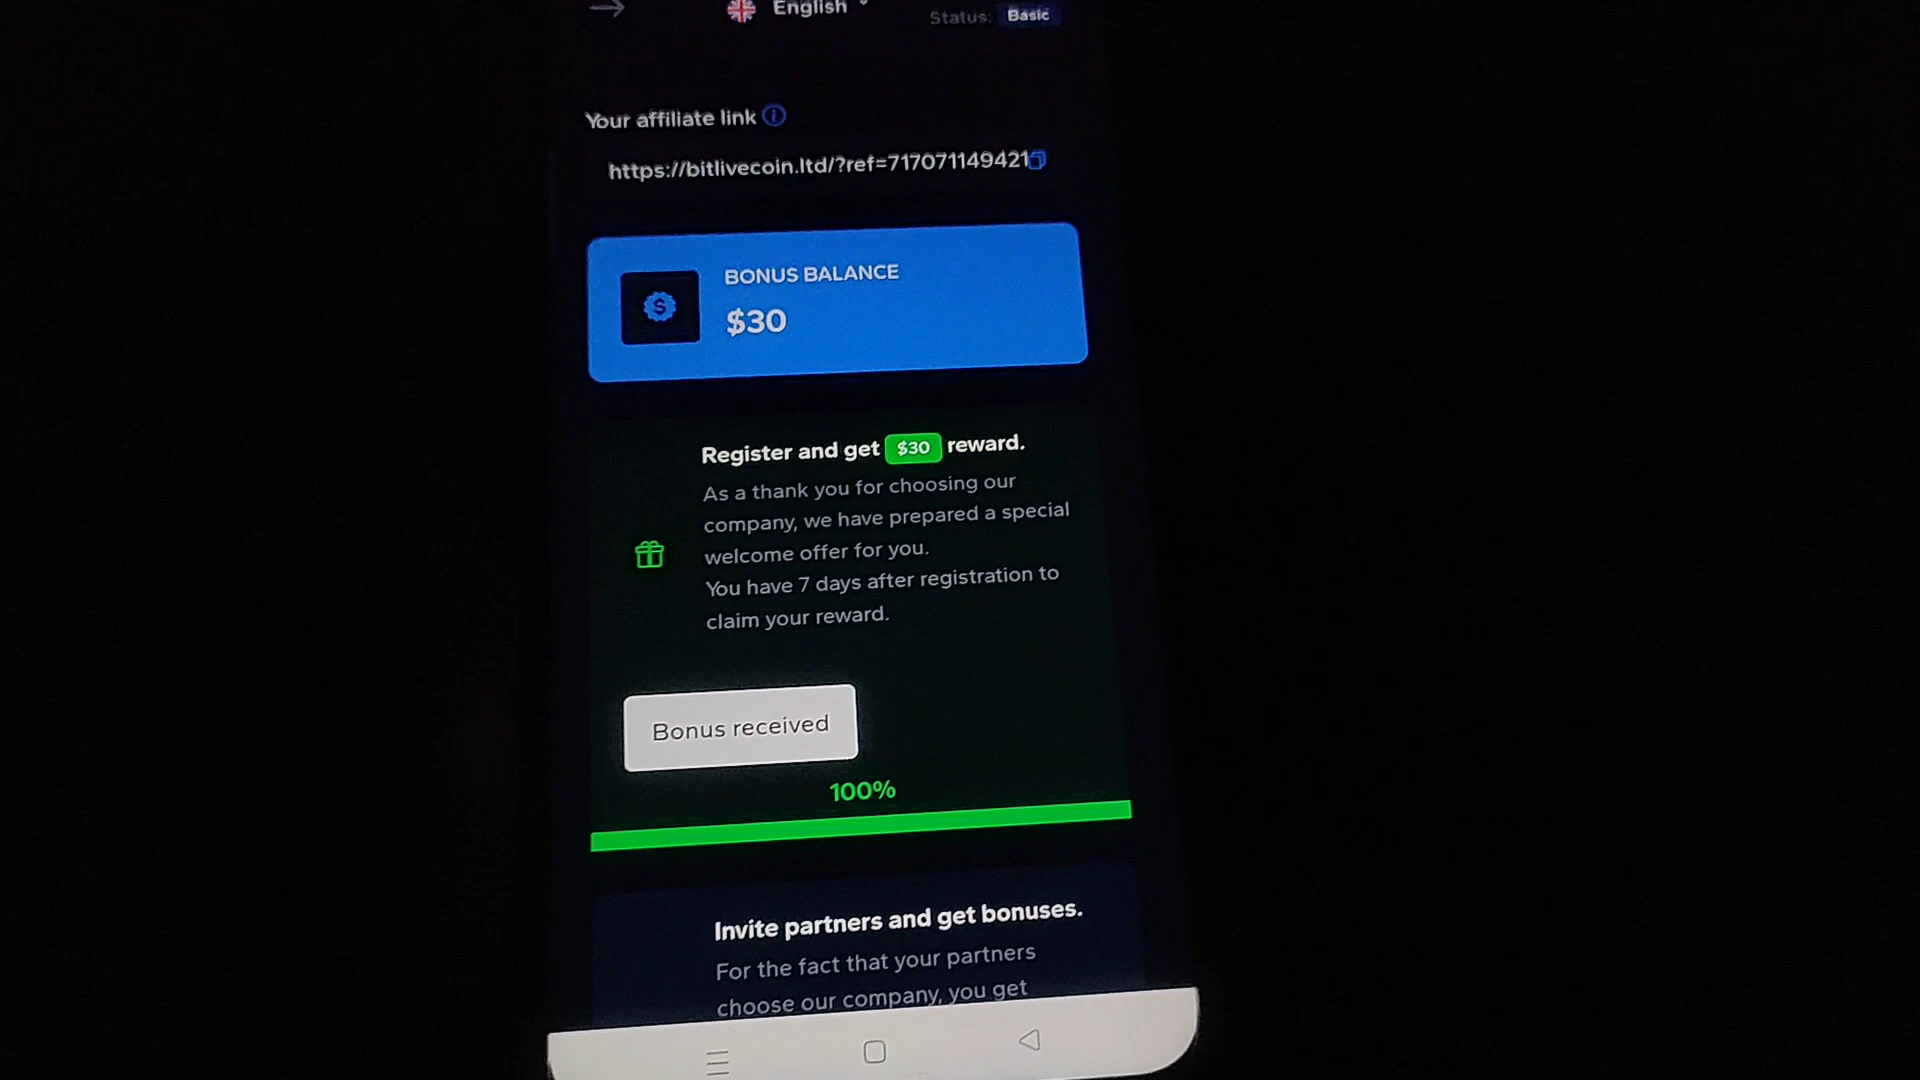 English
Status: Basic
Your affiliate link
https://bitlivecoin.ltd/?ref=717071149421
BONUS BALANCE
$30
Register and get $30 reward.
As a thank you for choosing our
company, we have prepared a special
welcome offer for you.
You have 7 days after registration to
claim your reward.
Bonus received
100%
Invite partners and get bonuses.
For the fact that your partners
choose our company, you get